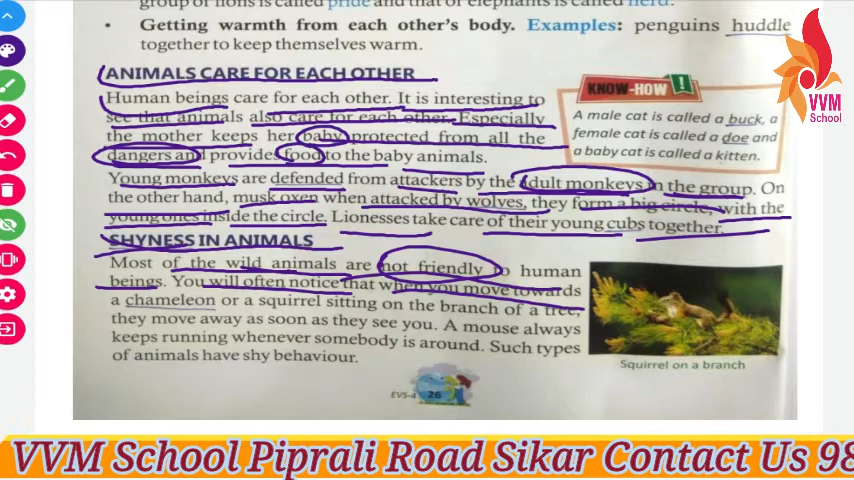 group of lions is called pride and that of elephants is called herd.
• Getting warmth from each other's body. Examples: penguins huddle
together to keep themselves warm.
ANIMALS CARE FOR EACH OTHER
Human beings care for each other. It is interesting to
see that animals also care for each other. Especially
the mother keeps her baby protected from all the
dangers and provides food to the baby animals.
KNOW-HOW !
A male cat is called a buck, a
female cat is called a doe and
a baby cat is called a kitten.
Young monkeys are defended from attackers by the adult monkeys in the group. On
the other hand, musk oxen when attacked by wolves, they form a big circle, with the
young ones inside the circle. Lionesses take care of their young cubs together.
SHYNESS IN ANIMALS
Most of the wild animals are not friendly to human
beings. You will often notice that when you move towards
a chameleon or a squirrel sitting on the branch of a tree,
they move away as soon as they see you. A mouse always
keeps running whenever somebody is around. Such types
of animals have shy behaviour.
Squirrel on a branch
EVS-4 26
VVM
School
VVM School Piprali Road Sikar Contact Us 98